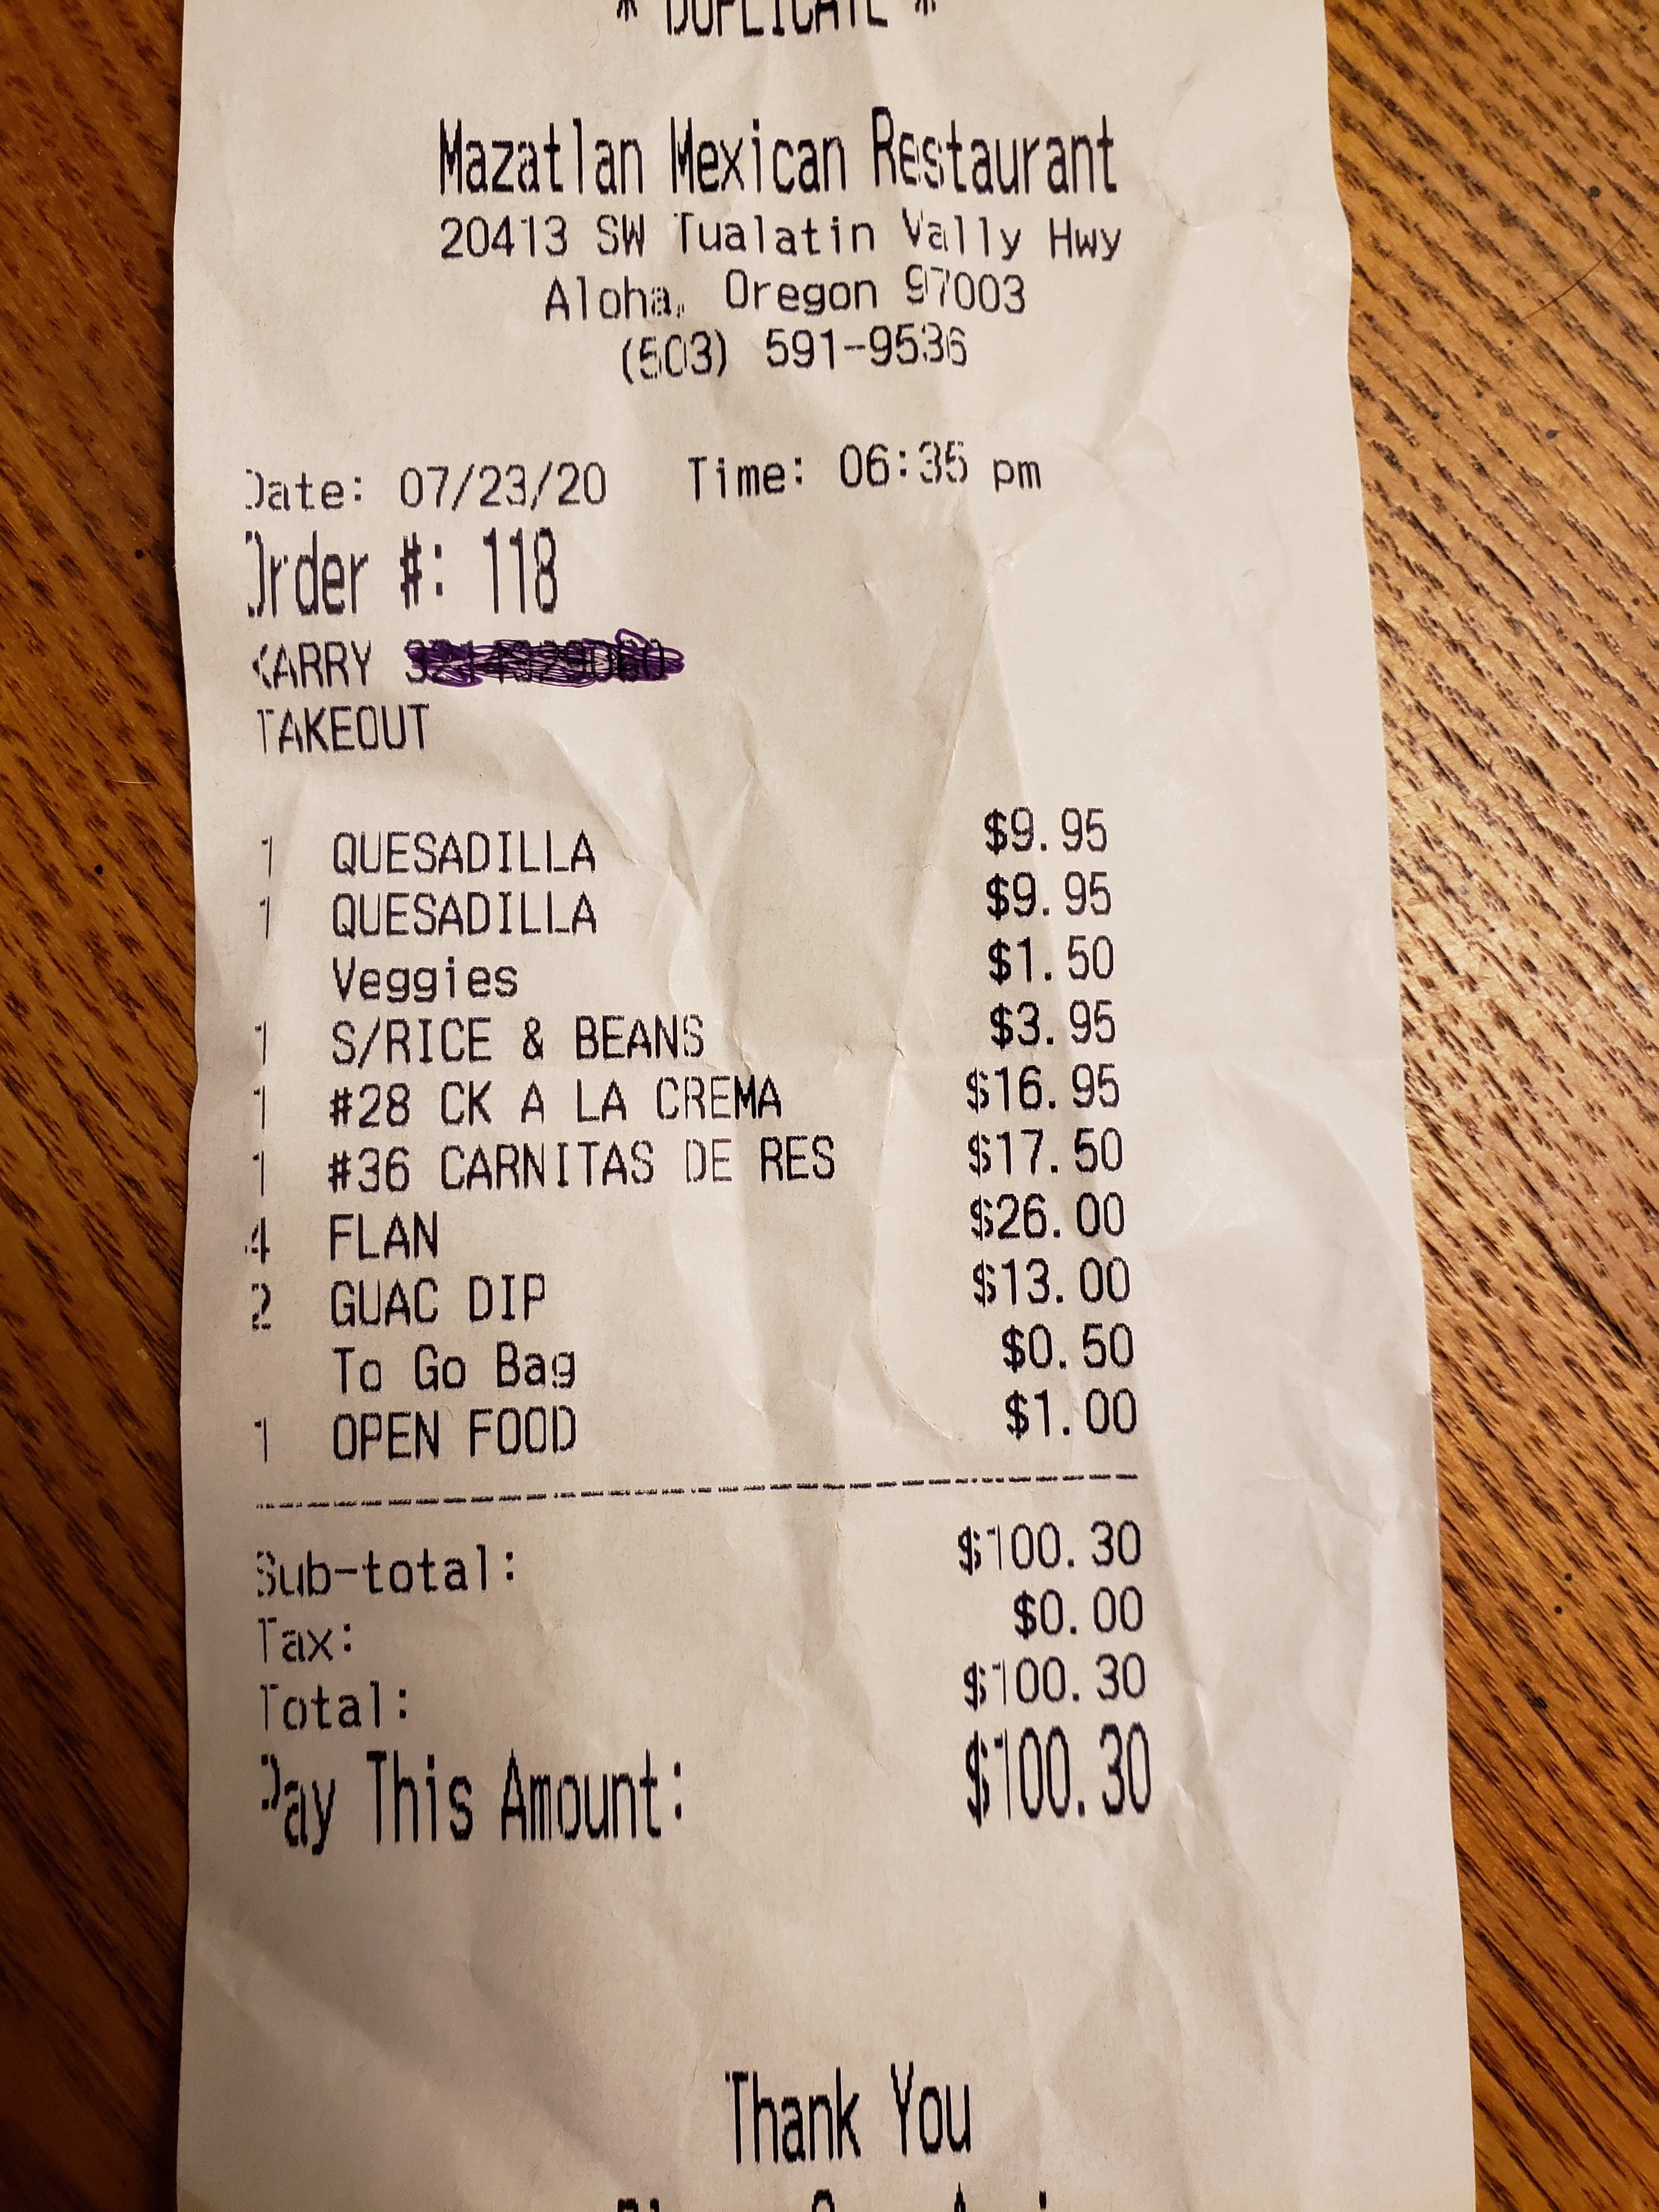 * DUPLICATE *
Mazatlan Mexican Restaurant
20413 SW Tualatin Vally Hwy
Aloha, Oregon 97003
(503) 591-9536
Date: 07/23/20 Time: 06:35 pm
Order #: 118
KARRY
TAKEOUT
1 QUESADILLA $9.95
1 QUESADILLA $9.95
Veggies $1.50
1 S/RICE & BEANS $3.95
1 #28 CK A LA CREMA $16.95
1 #36 CARNITAS DE RES $17.50
4 FLAN $26.00
2 GUAC DIP $13.00
To Go Bag $0.50
1 OPEN FOOD $1.00
Sub-total: $100.30
Tax: $0.00
Total: $100.30
Pay This Amount: $100.30
Thank You